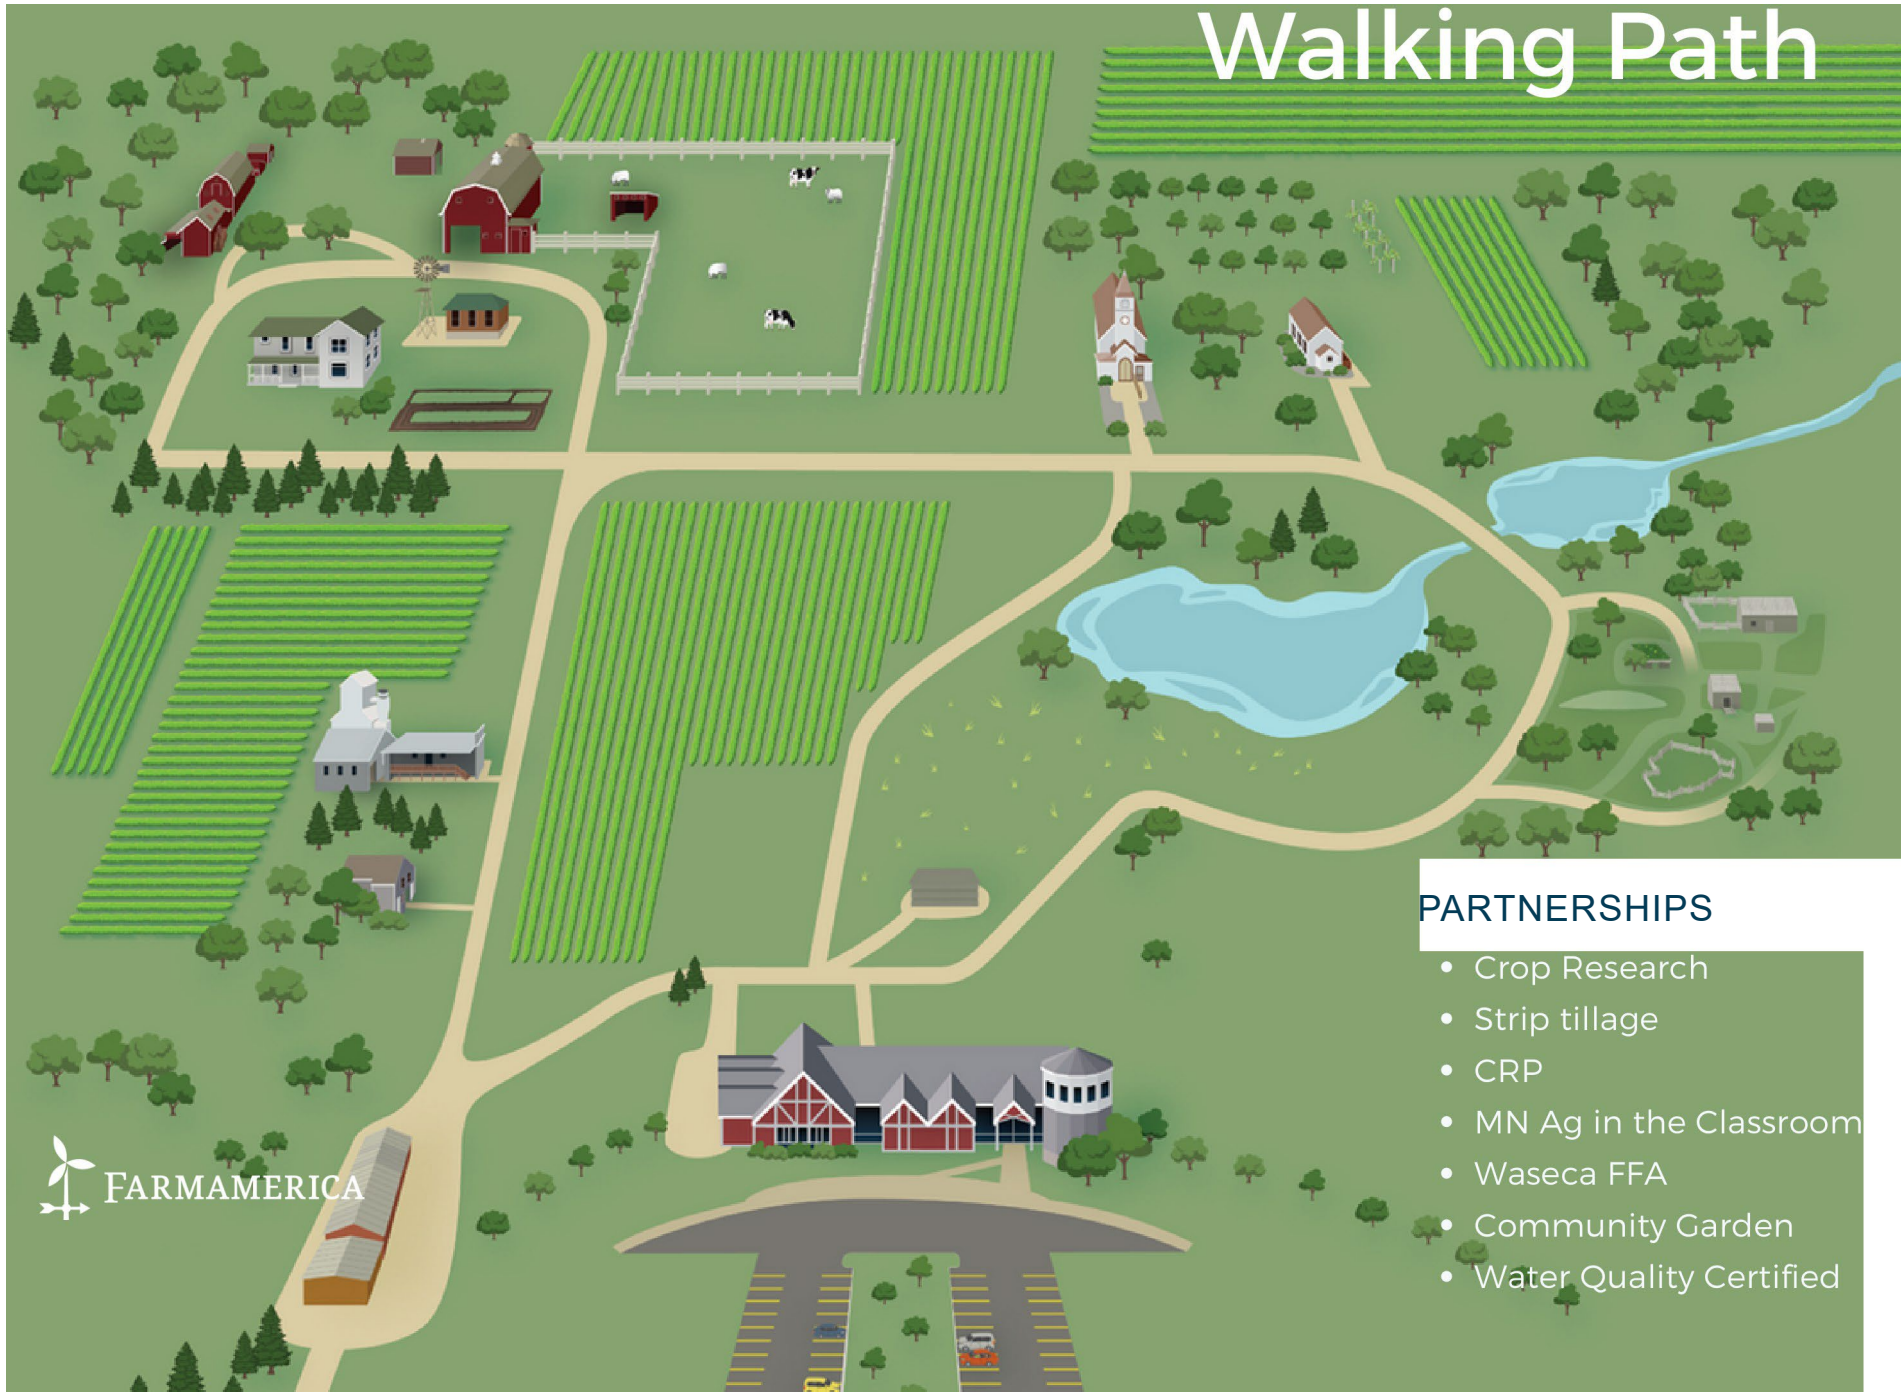 Walking Path
PARTNERSHIPS
• Crop Research
• Strip tillage
• CRP
• MN Ag in the Classroom
• Waseca FFA
• Community Garden
• Water Quality Certified
FARMAMERICA